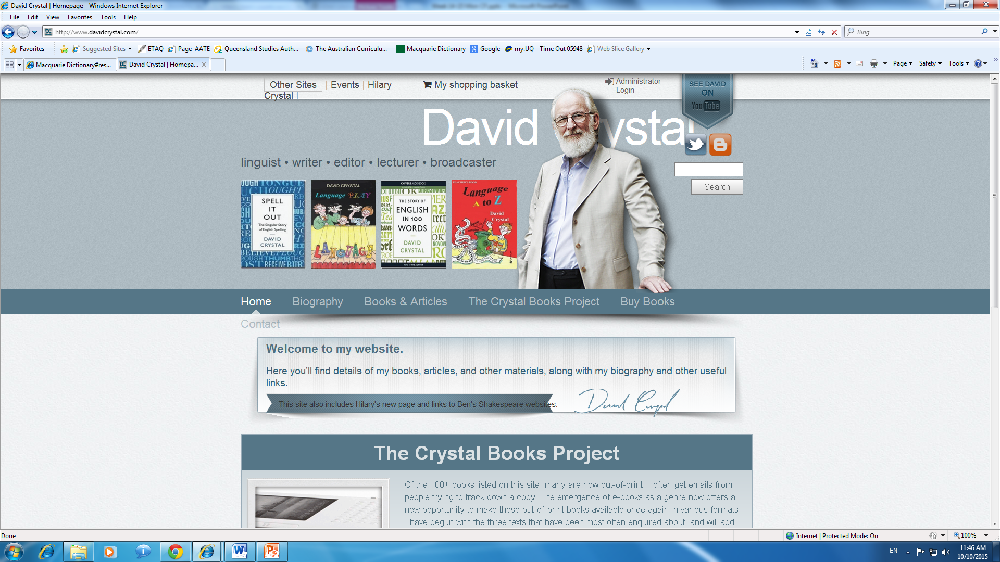 David Crystal | Homepage - Windows Internet Explorer
File Edit View Favorites Tools Help
http://www.davidcrystal.com/
Bing
Favorites Suggested Sites ETAQ Page AATE Queensland Studies Auth... The Australian Curriculu... Macquarie Dictionary Google my.UQ - Time Out 05948 Web Slice Gallery
Macquarie Dictionary#res... David Crystal | Homepa... Page Safety Tools
Other Sites | Events | Hilary
Crystal |
My shopping basket
Administrator
Login
SEE DAVID
ON
YouTube
David ystal
linguist • writer • editor • lecturer • broadcaster
SPELL
IT
OUT
The Singular Story
of English Spelling
DAVID
CRYSTAL
DAVID CRYSTAL
Language PLAY
LANGUAGE
CHIVERS AUDIOBOOKS
THE STORY OF
ENGLISH
IN 100
WORDS
DAVID
CRYSTAL
READ BY THE AUTHOR
TEACHER'S BOOK
Language
A to Z
David
Crystal
Search
Home Biography Books & Articles The Crystal Books Project Buy Books
Contact
Welcome to my website.
Here you'll find details of my books, articles, and other materials, along with my biography and other useful
links.
This site also includes Hilary's new page and links to Ben's Shakespeare websites.
David Crystal
The Crystal Books Project
Of the 100+ books listed on this site, many are now out-of-print. I often get emails from
people trying to track down a copy. The emergence of e-books as a genre now offers a
new opportunity to make these out-of-print books available once again in various formats.
I have begun with the three texts that have been most often enquired about, and will add
Done
Internet | Protected Mode: On
100%
EN
11:46 AM
10/10/2015